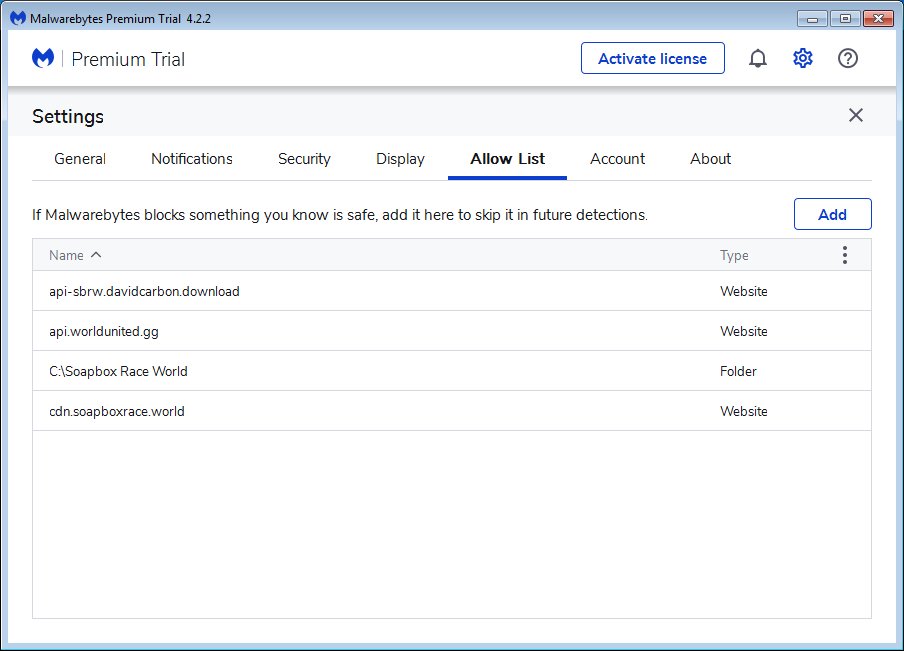 Malwarebytes Premium Trial 4.2.2
Premium Trial
Activate license
Settings
General Notifications Security Display Allow List Account About
If Malwarebytes blocks something you know is safe, add it here to skip it in future detections.
Add
Name Type
api-sbrw.davidcarbon.download Website
api.worldunited.gg Website
C:\Soapbox Race World Folder
cdn.soapboxrace.world Website